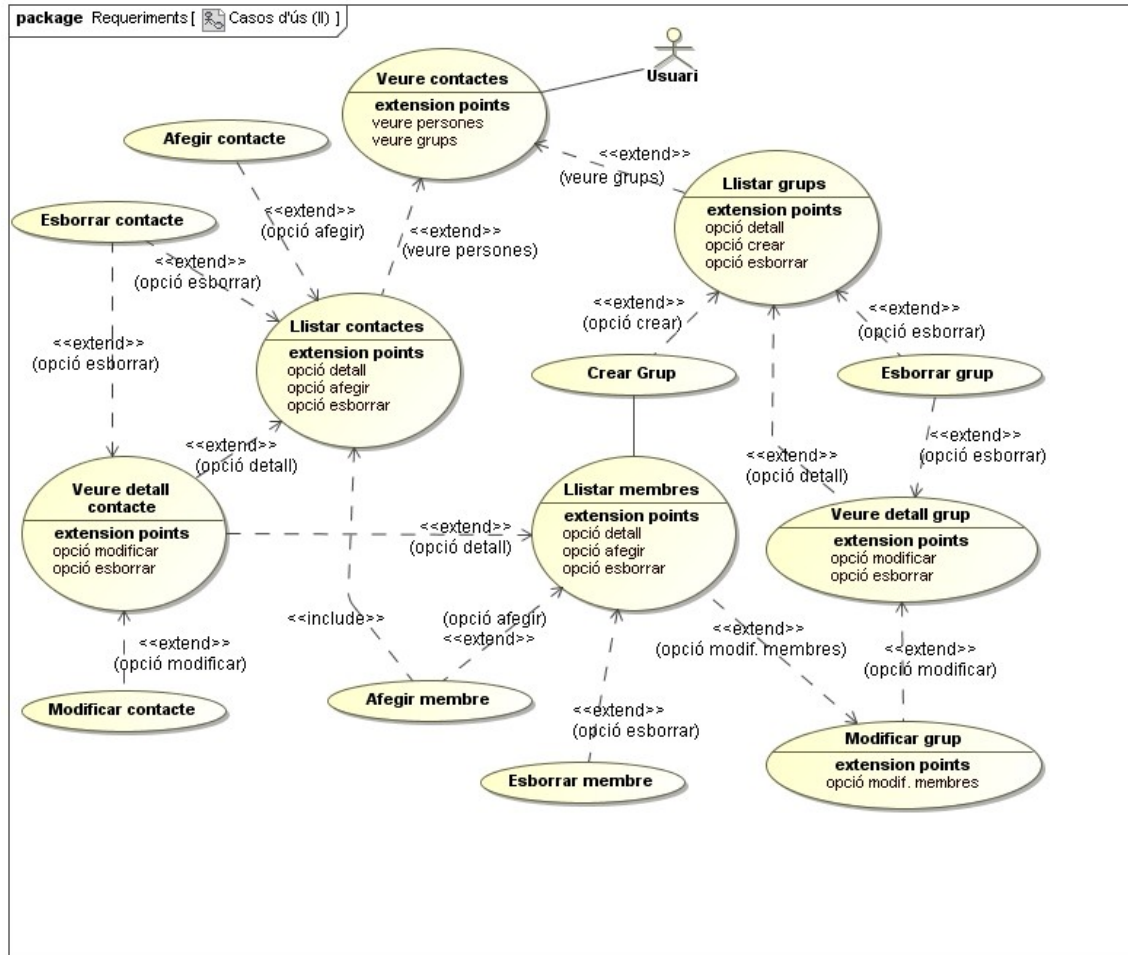 package Requeriments [ Casos d'ús (II) ]
Usuari
Veure contactes
extension points
veure persones
veure grups
Afegir contacte
<<extend>>
(veure grups)
Llistar grups
extension points
opció detall
opció crear
opció esborrar
Esborrar contacte
<<extend>>
(opció afegir)
<<extend>>
(veure persones)
<<extend>>
(opció esborrar)
<<extend>>
(opció crear)
<<extend>>
(opció esborrar)
Llistar contactes
extension points
opció detall
opció afegir
opció esborrar
<<extend>>
(opció esborrar)
Crear Grup
Esborrar grup
<<extend>>
(opció detall)
<<extend>>
(opció detall)
<<extend>>
(opció esborrar)
Veure detall
contacte
extension points
opció modificar
opció esborrar
<<extend>>
(opció detall)
Llistar membres
extension points
opció detall
opció afegir
opció esborrar
Veure detall grup
extension points
opció modificar
opció esborrar
<<include>>
(opció afegir)
<<extend>>
<<extend>>
(opció modif. membres)
<<extend>>
(opció modificar)
<<extend>>
(opció modificar)
Modificar contacte
Afegir membre
<<extend>>
(opció esborrar)
Esborrar membre
Modificar grup
extension points
opció modif. membres